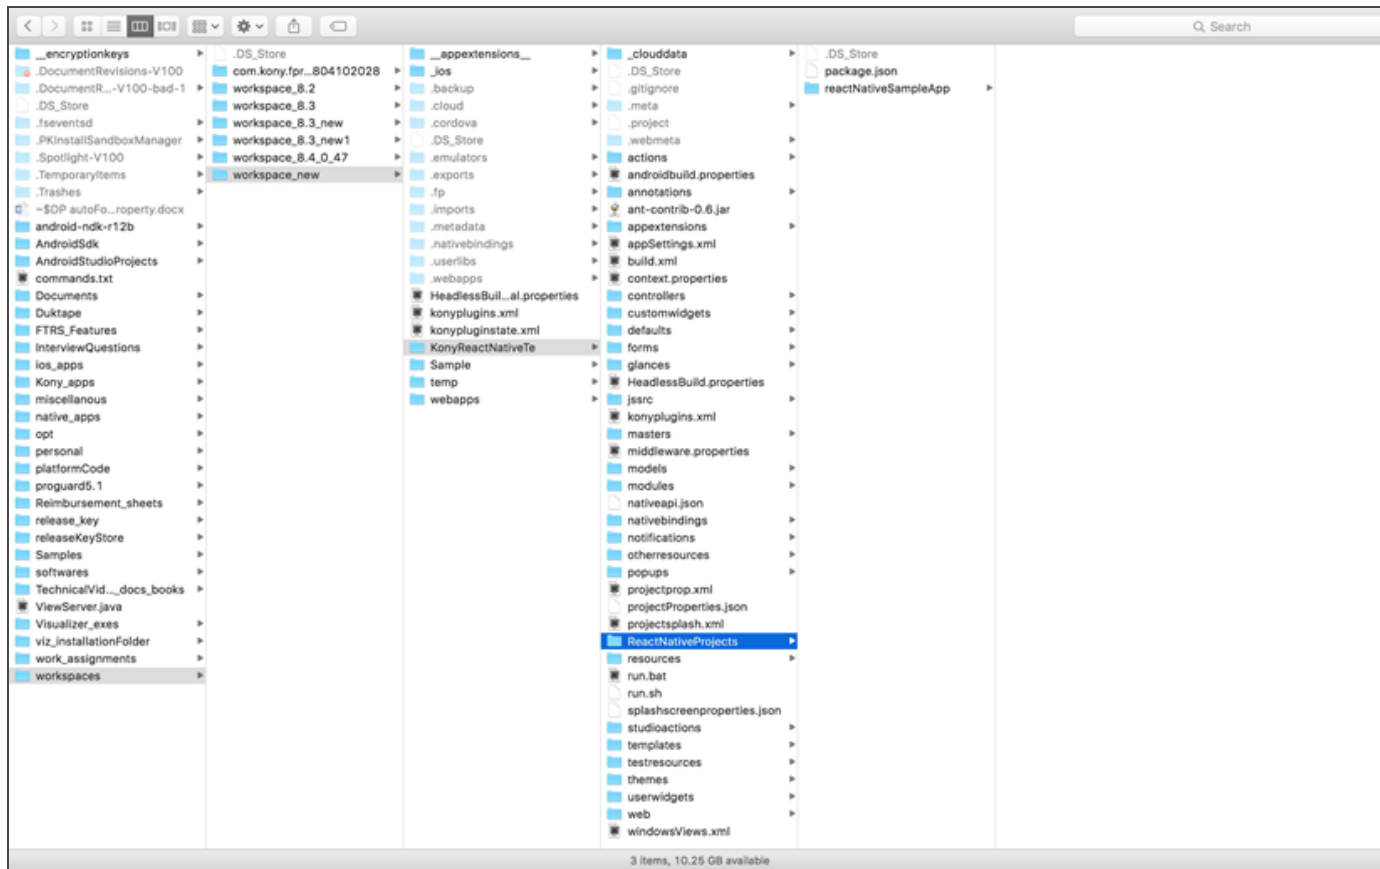 Search
__encryptionkeys
.DocumentRevisions-V100
.DocumentR...-V100-bad-1
.DS_Store
.fseventsd
.PKInstallSandboxManager
.Spotlight-V100
.TemporaryItems
.Trashes
~$DP autoFo...roperty.docx
android-ndk-r12b
AndroidSdk
AndroidStudioProjects
commands.txt
Documents
Duktape
FTRS_Features
InterviewQuestions
ios_apps
Kony_apps
miscellanous
native_apps
opt
personal
platformCode
proguard5.1
Reimbursement_sheets
release_key
releaseKeyStore
Samples
softwares
TechnicalVid..._docs_books
ViewServer.java
Visualizer_exes
viz_installationFolder
work_assignments
workspaces
.DS_Store
com.kony.fpr...804102028
workspace_8.2
workspace_8.3
workspace_8.3_new
workspace_8.3_new1
workspace_8.4_0_47
workspace_new
__appextensions__
_ios
.backup
.cloud
.cordova
.DS_Store
.emulators
.exports
.fp
.imports
.metadata
.nativebindings
.userlibs
.webapps
HeadlessBuil...al.properties
konyplugins.xml
konypluginstate.xml
KonyReactNativeTe
Sample
temp
webapps
_clouddata
.DS_Store
.gitignore
.meta
.project
.webmeta
actions
androidbuild.properties
annotations
ant-contrib-0.6.jar
appextensions
appSettings.xml
build.xml
context.properties
controllers
customwidgets
defaults
forms
glances
HeadlessBuild.properties
jssrc
konyplugins.xml
masters
middleware.properties
models
modules
nativeapi.json
nativebindings
notifications
otherresources
popups
projectprop.xml
projectProperties.json
projectsplash.xml
ReactNativeProjects
resources
run.bat
run.sh
splashscreenproperties.json
studioactions
templates
testresources
themes
userwidgets
web
windowsViews.xml
.DS_Store
package.json
reactNativeSampleApp
3 items, 10.25 GB available